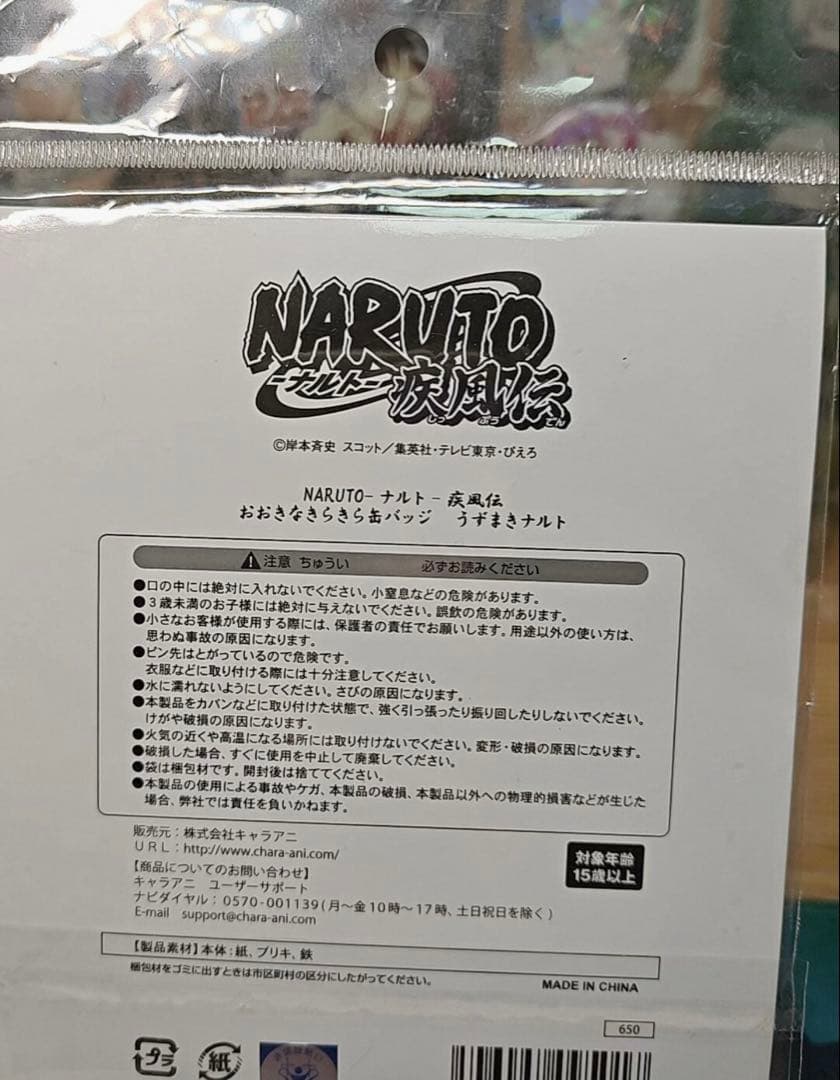 NARUTO
-ナルト-
疾風伝
しっ ぷう でん
©岸本斉史 スコット／集英社・テレビ東京・ぴえろ
NARUTO- ナルト - 疾風伝
おおきなきらきら缶バッジ うずまきナルト
注意 ちゅうい 必ずお読みください
●口の中には絶対に入れないでください。小窒息などの危険があります。
●３歳未満のお子様には絶対に与えないでください。誤飲の危険があります。
●小さなお客様が使用する際には、保護者の責任でお願いします。用途以外の使い方は、
思わぬ事故の原因になります。
●ピン先はとがっているので危険です。
衣服などに取り付ける際には十分注意してください。
●水に濡れないようにしてください。さびの原因になります。
●本製品をカバンなどに取り付けた状態で、強く引っ張ったり振り回したりしないでください。
けがや破損の原因になります。
●火気の近くや高温になる場所には取り付けないでください。変形・破損の原因になります。
●破損した場合、すぐに使用を中止して廃棄してください。
●袋は梱包材です。開封後は捨ててください。
●本製品の使用による事故やケガ、本製品の破損、本製品以外への物理的損害などが生じた
場合、弊社では責任を負いかねます。
販売元：株式会社キャラアニ
ＵＲＬ：http://www.chara-ani.com/
【商品についてのお問い合わせ】
キャラアニ ユーザーサポート
ナビダイヤル：0570-001139（月〜金10時〜17時、土日祝日を除く）
E-mail support@chara-ani.com
対象年齢
15歳以上
【製品素材】本体：紙、ブリキ、鉄
梱包材をゴミに出すときは市区町村の区分にしたがってください。
MADE IN CHINA
650
プラ
紙